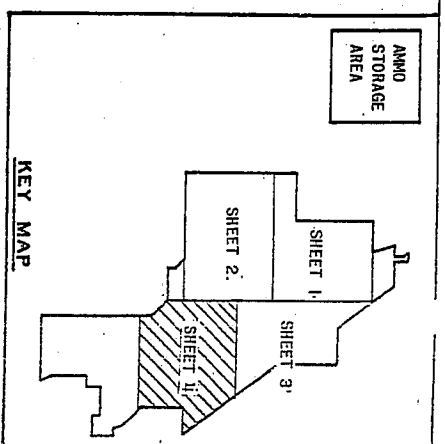 AMMO
STORAGE
AREA
SHEET 1
SHEET 2
SHEET 3
SHEET 4
KEY MAP